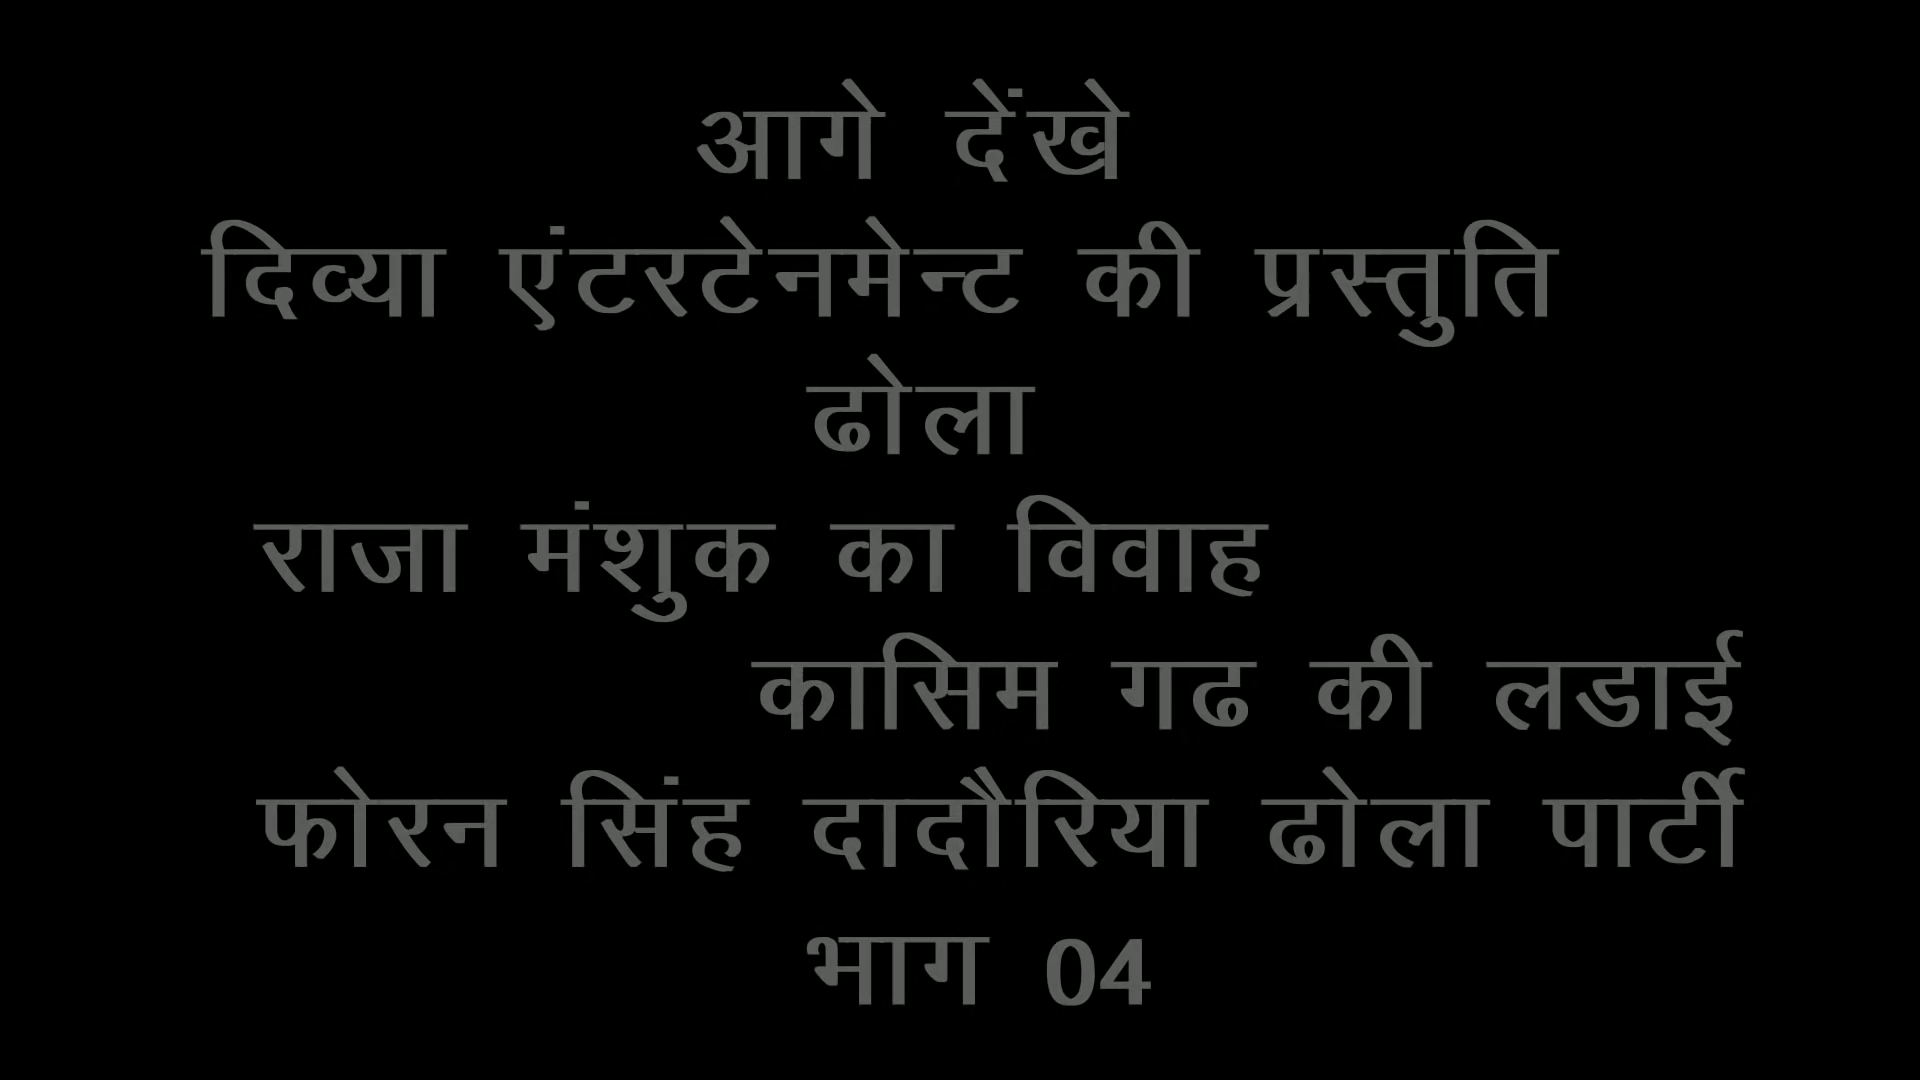 आगे देंखे
दिव्या एंटरटेनमेन्ट की प्रस्तुति
ढोला
राजा मंशुक का विवाह
कासिम गढ की लडाई
फोरन सिंह दादौरिया ढोला पार्टी
भाग 04